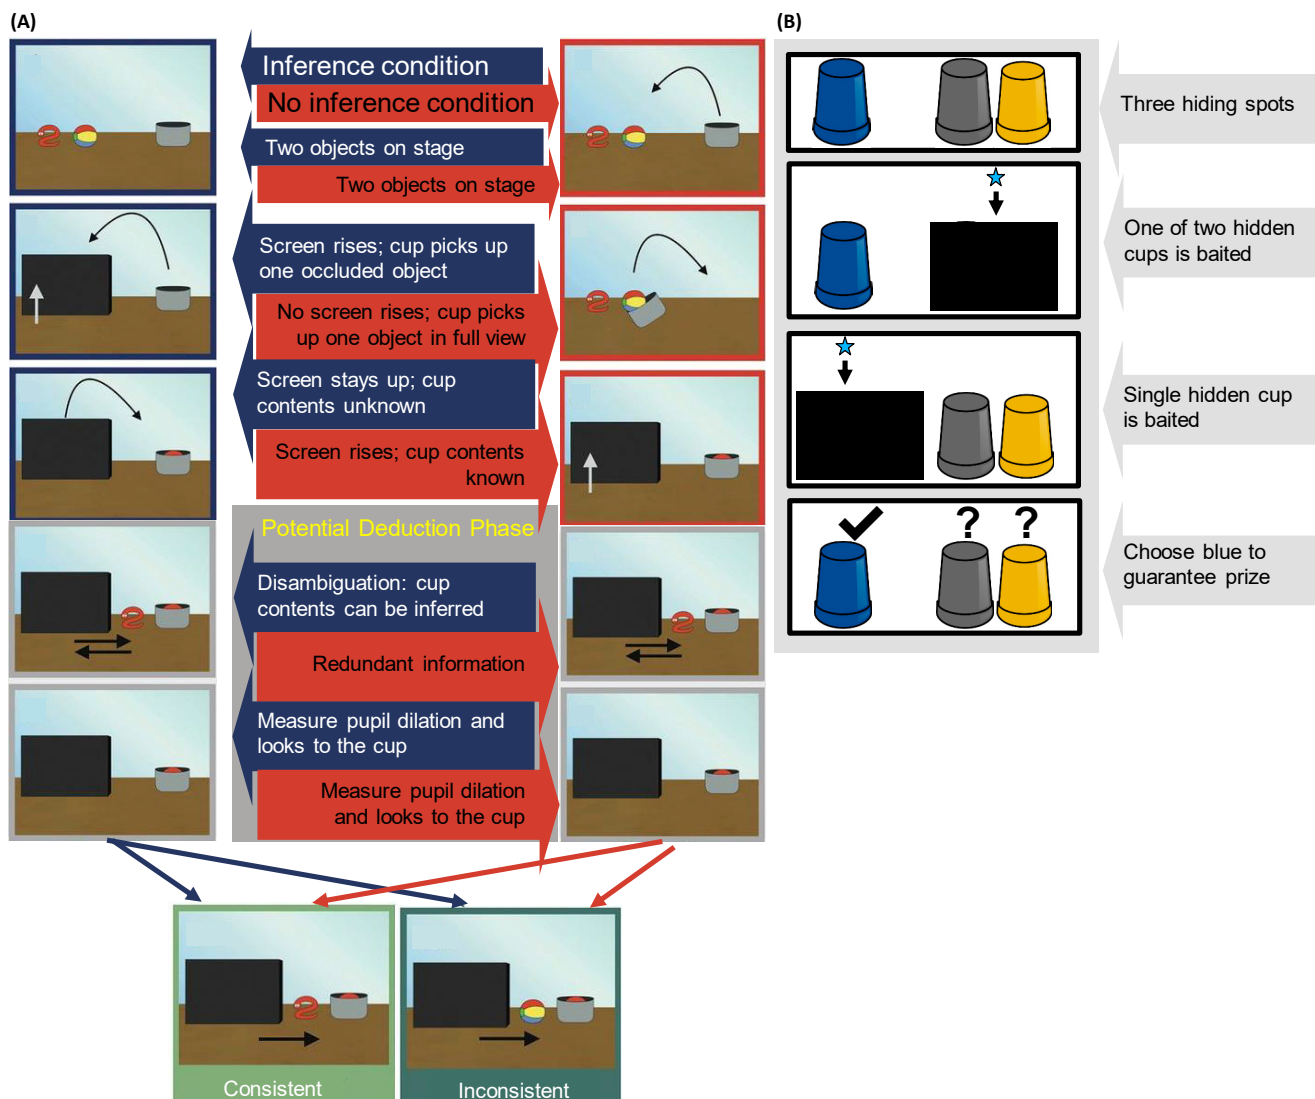 (A)
Inference condition
No inference condition
Two objects on stage
Two objects on stage
Screen rises; cup picks up
one occluded object
No screen rises; cup picks
up one object in full view
Screen stays up; cup
contents unknown
Screen rises; cup contents
known
Potential Deduction Phase
Disambiguation: cup
contents can be inferred
Redundant information
Measure pupil dilation and
looks to the cup
Measure pupil dilation
and looks to the cup
Consistent
Inconsistent
(B)
Three hiding spots
One of two hidden
cups is baited
Single hidden cup
is baited
? ?
Choose blue to
guarantee prize